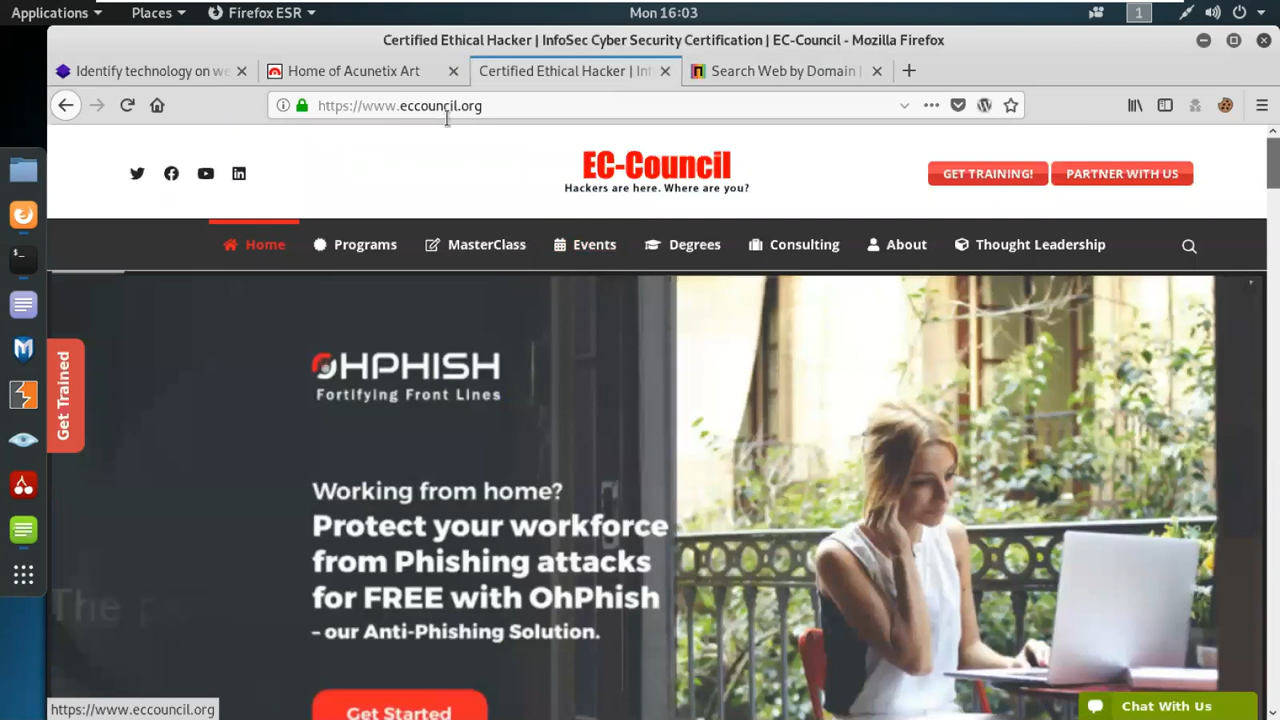 Applications Places Firefox ESR Mon 16:03 1
Certified Ethical Hacker | InfoSec Cyber Security Certification | EC-Council - Mozilla Firefox
Identify technology on we Home of Acunetix Art Certified Ethical Hacker | Inf Search Web by Domain |
https://www.eccouncil.org
EC-Council
Hackers are here. Where are you?
GET TRAINING! PARTNER WITH US
Home Programs MasterClass Events Degrees Consulting About Thought Leadership
OHPHISH
Fortifying Front Lines
Get Trained
Working from home?
Protect your workforce
from Phishing attacks
for FREE with OhPhish
– our Anti-Phishing Solution.
Get Started
https://www.eccouncil.org
Chat With Us